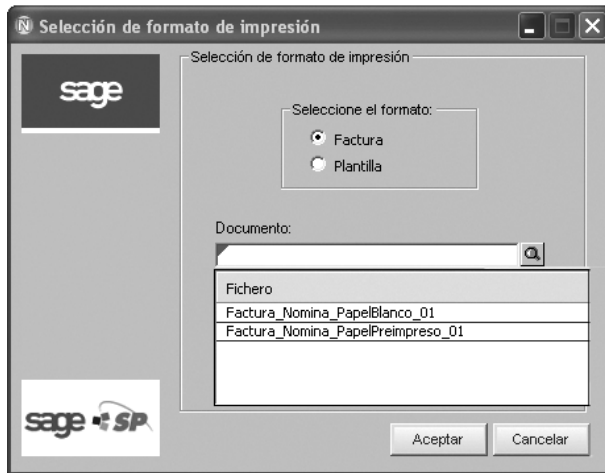 Selección de formato de impresión
sage
Selección de formato de impresión
Seleccione el formato:
Factura
Plantilla
Documento:
Fichero
Factura_Nomina_PapelBlanco_01
Factura_Nomina_PapelPreimpreso_01
sage SP
Aceptar
Cancelar